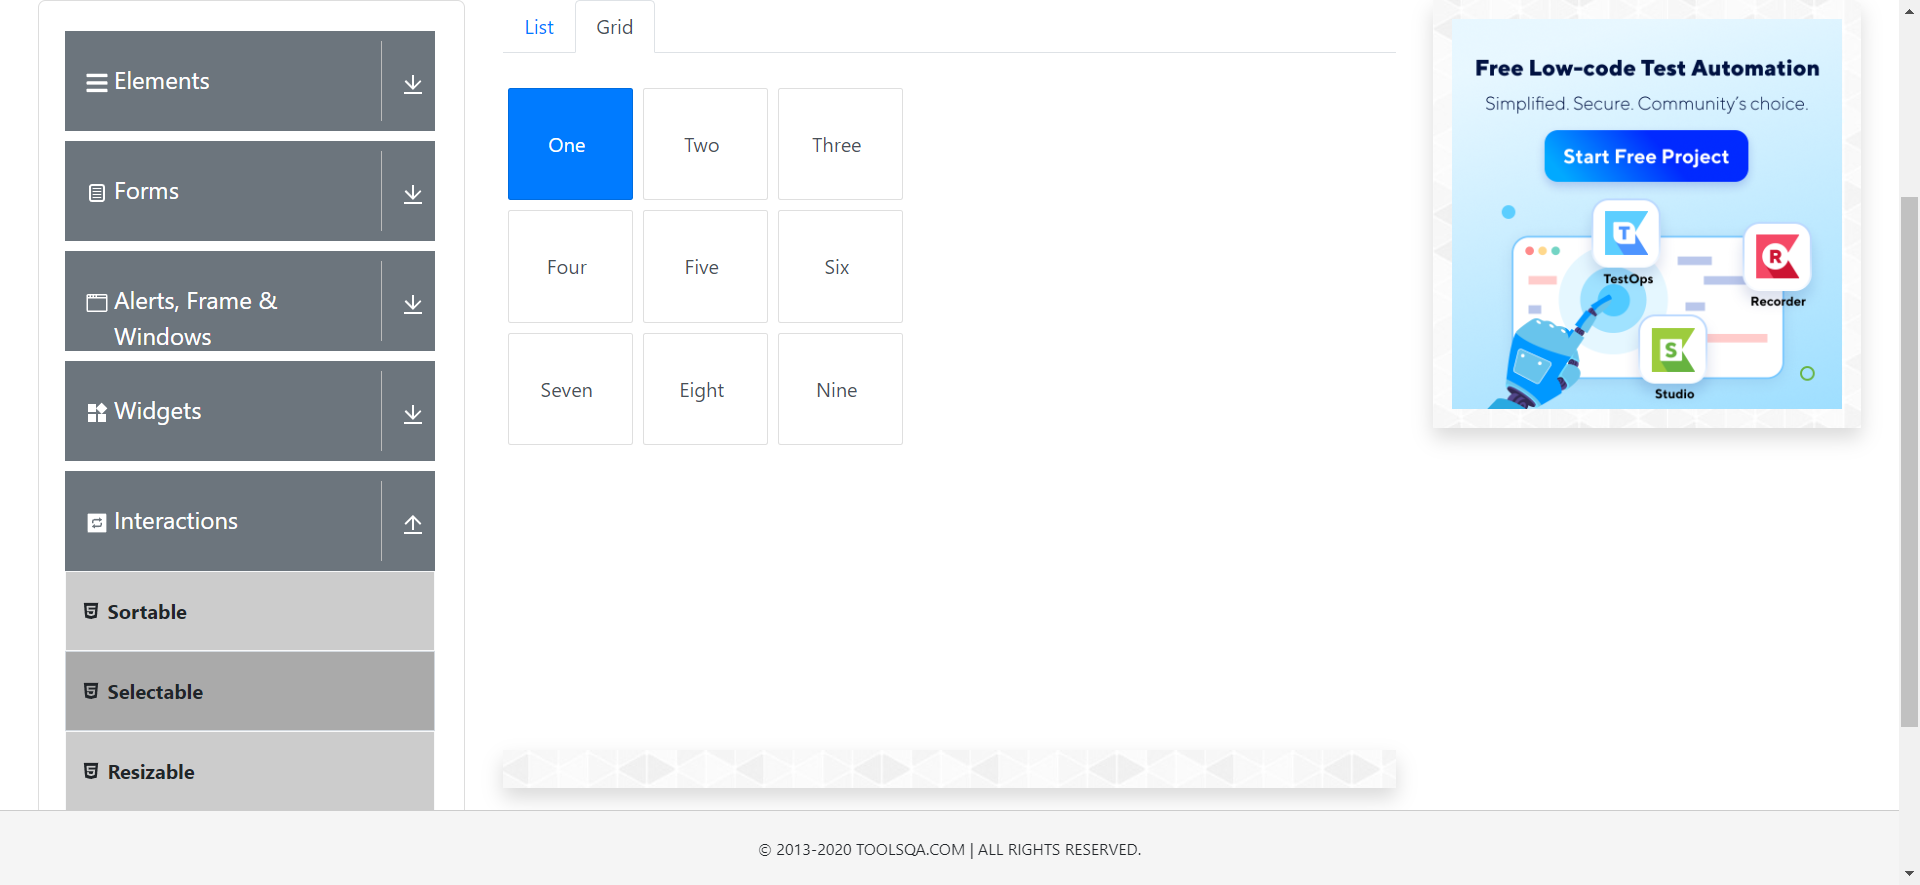 Elements
Forms
Alerts, Frame &
Windows
Widgets
Interactions
Sortable
Selectable
Resizable
List
Grid
One
Two
Three
Four
Five
Six
Seven
Eight
Nine
Free Low-code Test Automation
Simplified. Secure. Community's choice.
Start Free Project
T
TestOps
R
Recorder
S
Studio
© 2013-2020 TOOLSQA.COM | ALL RIGHTS RESERVED.